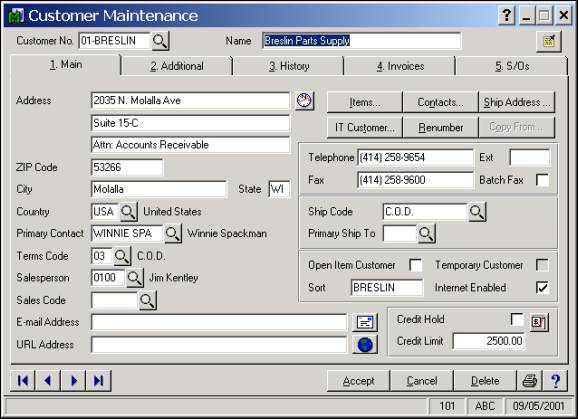 Customer Maintenance
Customer No. 01-BRESLIN Name Breslin Parts Supply
1. Main 2. Additional 3. History 4. Invoices 5. S/Os
Address 2035 N. Molalla Ave Items... Contacts... Ship Address ...
Suite 15-C
Attn: Accounts Receivable IT Customer... Renumber Copy From...
ZIP Code 53266 Telephone (414) 258-9654 Ext
City Molalla State WI Fax (414) 258-9600 Batch Fax
Country USA United States Ship Code C.O.D.
Primary Contact WINNIE SPA Winnie Spackman Primary Ship To
Terms Code 03 C.O.D. Open Item Customer Temporary Customer
Salesperson 0100 Jim Kentley Sort BRESLIN Internet Enabled
Sales Code
E-mail Address Credit Hold
URL Address Credit Limit 2500.00
Accept Cancel Delete ?
101 ABC 09/05/2001